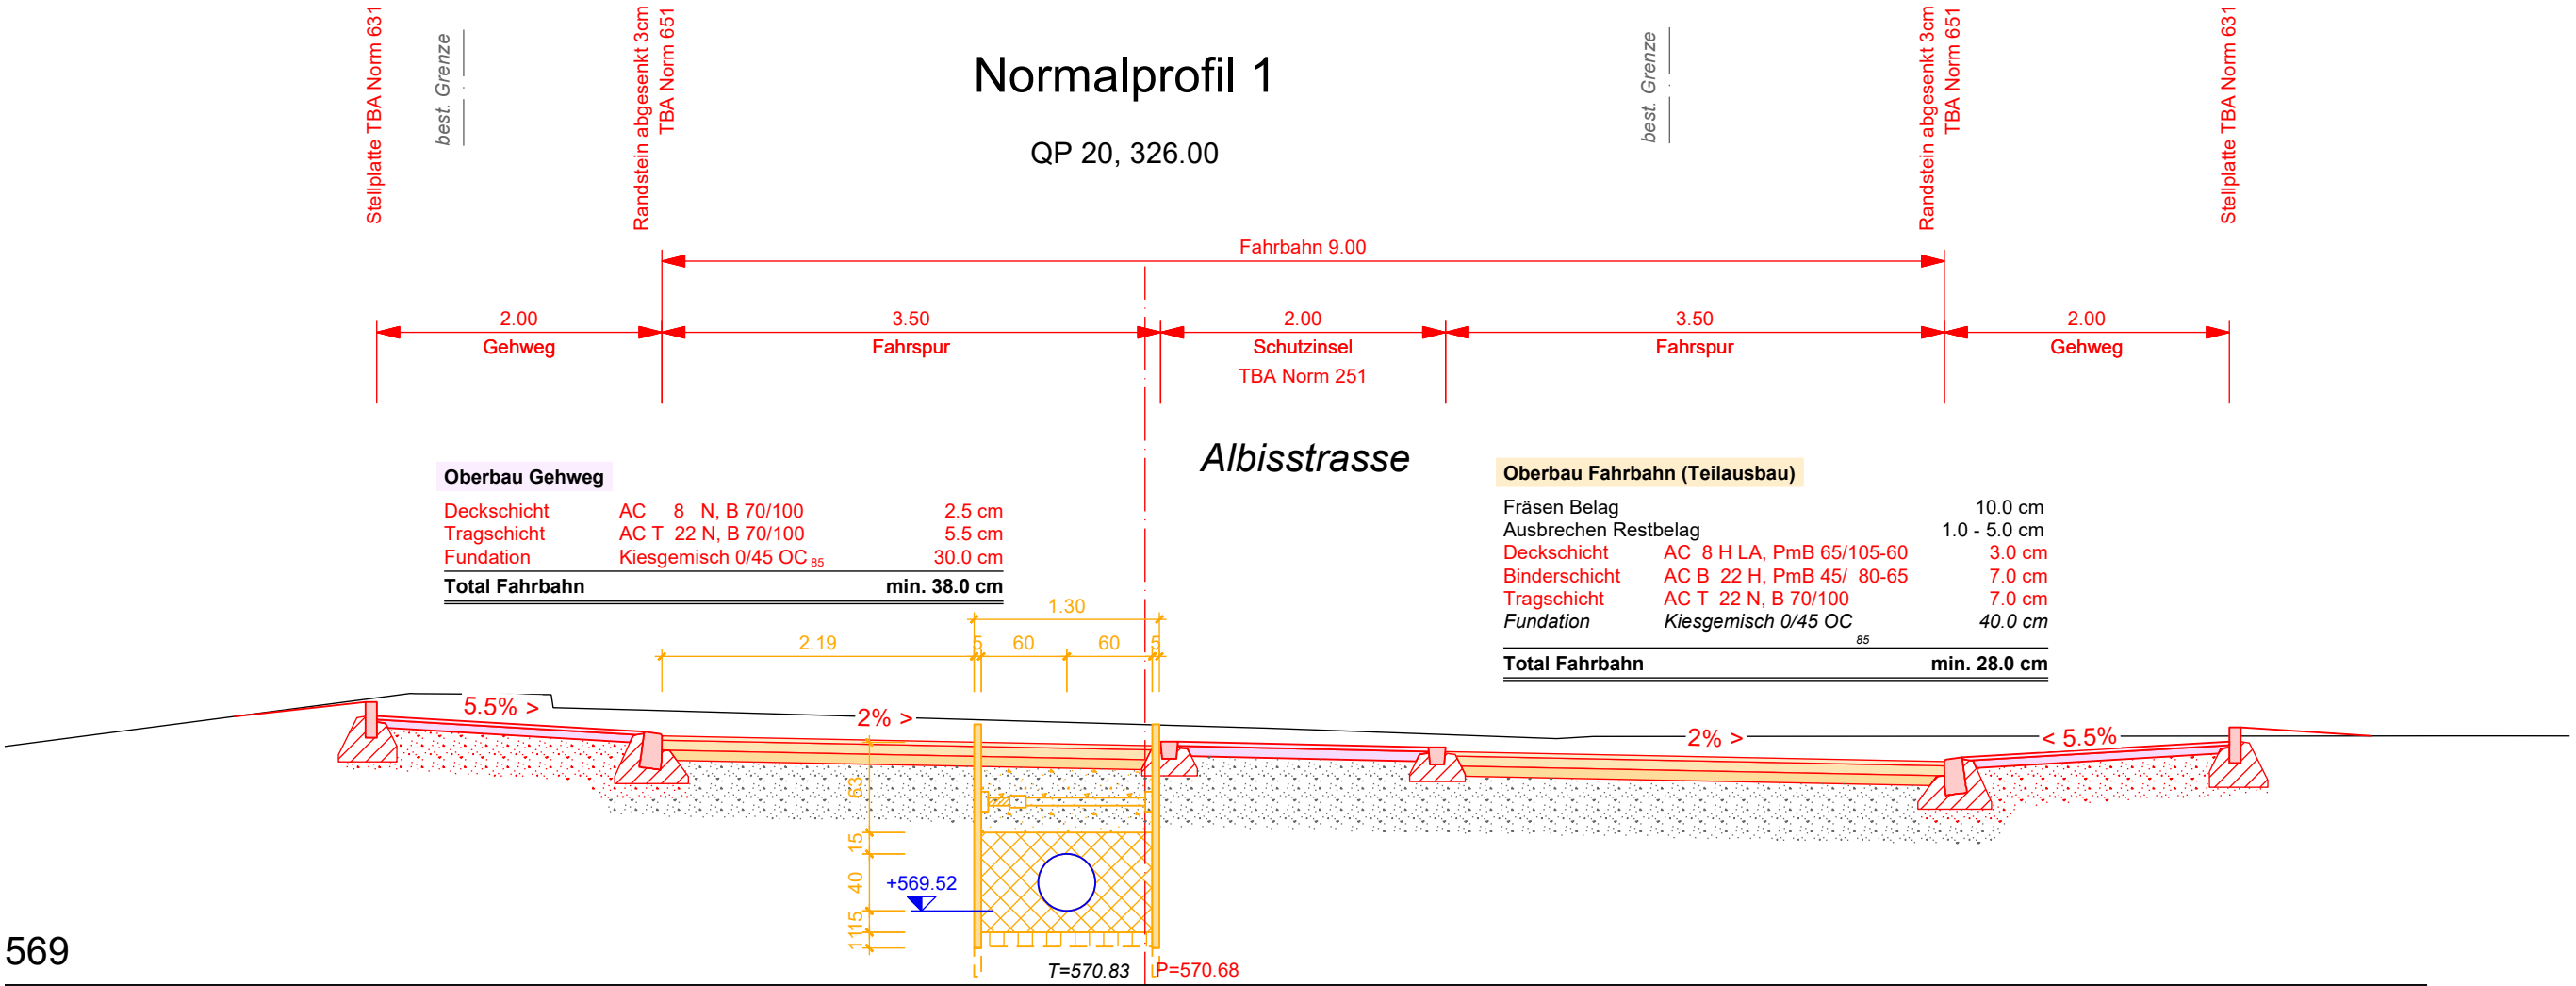 Stellplatte TBA Norm 631
best. Grenze
Randstein abgesenkt 3cm
TBA Norm 651
Normalprofil 1
QP 20, 326.00
best. Grenze
Randstein abgesenkt 3cm
TBA Norm 651
Stellplatte TBA Norm 631
Fahrbahn 9.00
2.00 3.50 2.00 3.50 2.00
Gehweg Fahrspur Schutzinsel Fahrspur Gehweg
TBA Norm 251
Albisstrasse
Oberbau Gehweg
Deckschicht AC 8 N, B 70/100 2.5 cm
Tragschicht AC T 22 N, B 70/100 5.5 cm
Fundation Kiesgemisch 0/45 OC 85 30.0 cm
Total Fahrbahn min. 38.0 cm
Oberbau Fahrbahn (Teilausbau)
Fräsen Belag 10.0 cm
Ausbrechen Restbelag 1.0 - 5.0 cm
Deckschicht AC 8 H LA, PmB 65/105-60 3.0 cm
Binderschicht AC B 22 H, PmB 45/ 80-65 7.0 cm
Tragschicht AC T 22 N, B 70/100 7.0 cm
Fundation Kiesgemisch 0/45 OC 40.0 cm
85
Total Fahrbahn min. 28.0 cm
1.30
2.19 5 60 60 5
5.5% > 2% > 2% > < 5.5%
63
15
40
15
11
+569.52
569
T=570.83 P=570.68